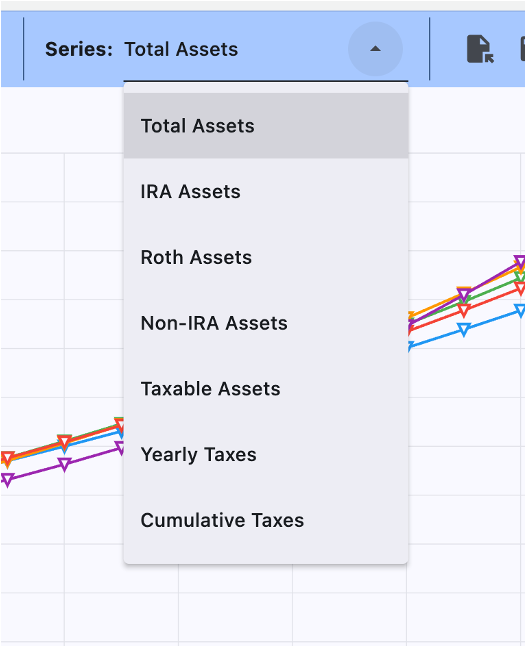 Series: Total Assets
Total Assets
IRA Assets
Roth Assets
Non-IRA Assets
Taxable Assets
Yearly Taxes
Cumulative Taxes